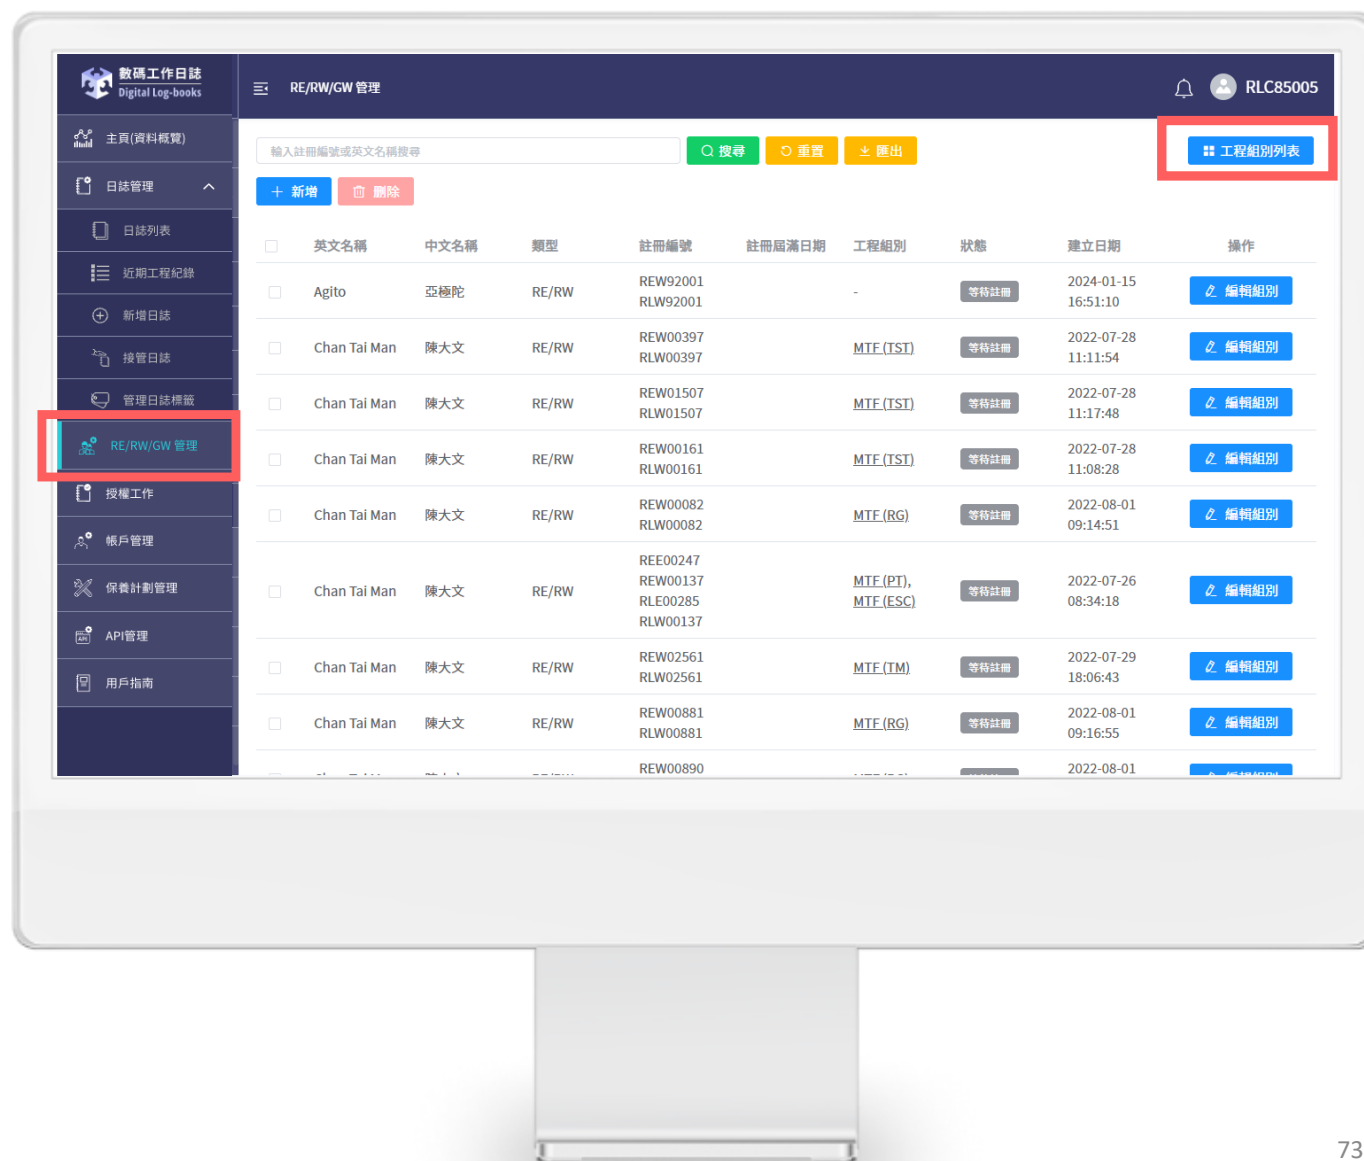 數碼工作日誌
Digital Log-books
RE/RW/GW 管理
RLC85005
主頁(資料概覽)
日誌管理
日誌列表
近期工程紀錄
新增日誌
接管日誌
管理日誌標籤
RE/RW/GW 管理
授權工作
帳戶管理
保養計劃管理
API管理
用戶指南
輸入註冊編號或英文名稱搜尋
搜尋
重置
匯出
工程組別列表
新增
刪除
英文名稱 中文名稱 類型 註冊編號 註冊屆滿日期 工程組別 狀態 建立日期 操作
Agito 亞極陀 RE/RW REW92001 RLW92001 - 等待註冊 2024-01-15 16:51:10 編輯組別
Chan Tai Man 陳大文 RE/RW REW00397 RLW00397 MTF (TST) 等待註冊 2022-07-28 11:11:54 編輯組別
Chan Tai Man 陳大文 RE/RW REW01507 RLW01507 MTF (TST) 等待註冊 2022-07-28 11:17:48 編輯組別
Chan Tai Man 陳大文 RE/RW REW00161 RLW00161 MTF (TST) 等待註冊 2022-07-28 11:08:28 編輯組別
Chan Tai Man 陳大文 RE/RW REW00082 RLW00082 MTF (RG) 等待註冊 2022-08-01 09:14:51 編輯組別
Chan Tai Man 陳大文 RE/RW REE00247 REW00137 RLE00285 RLW00137 MTF (PT), MTF (ESC) 等待註冊 2022-07-26 08:34:18 編輯組別
Chan Tai Man 陳大文 RE/RW REW02561 RLW02561 MTF (TM) 等待註冊 2022-07-29 18:06:43 編輯組別
Chan Tai Man 陳大文 RE/RW REW00881 RLW00881 MTF (RG) 等待註冊 2022-08-01 09:16:55 編輯組別
REW00890 2022-08-01
73